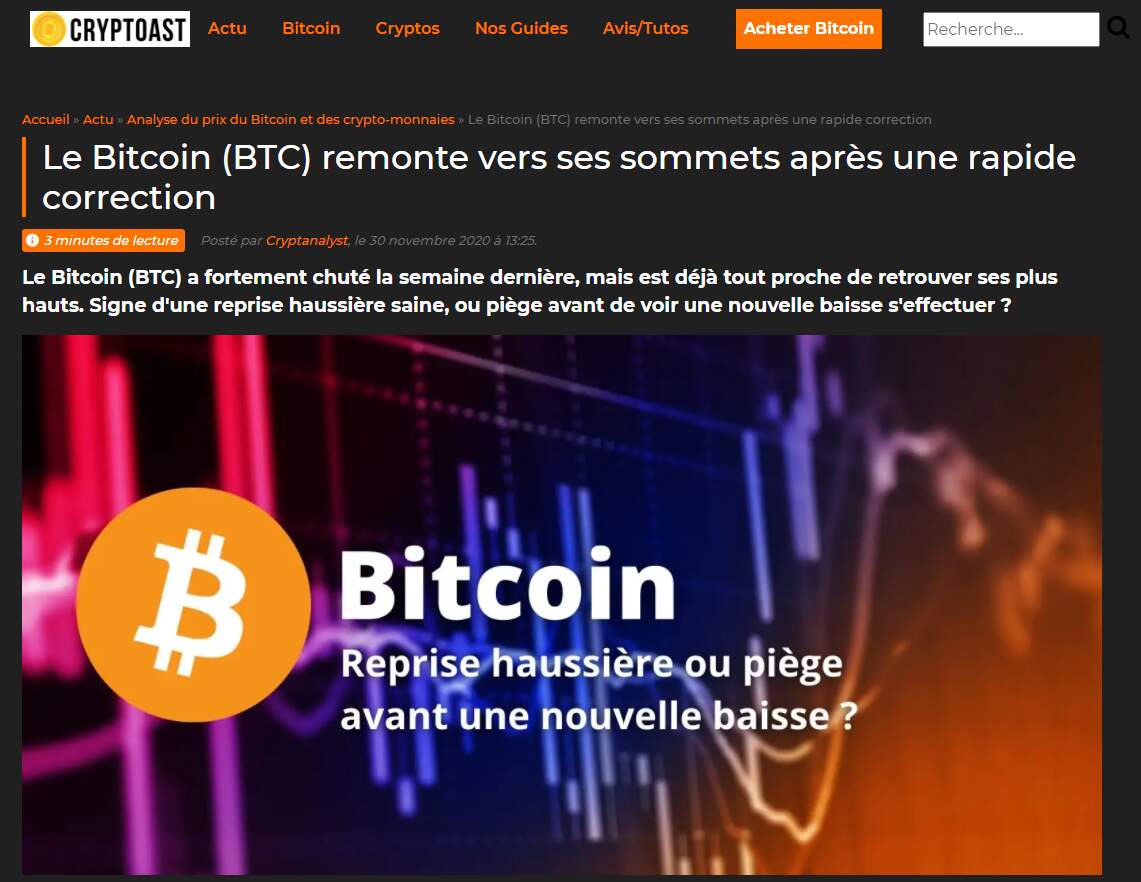 CRYPTOAST
Actu
Bitcoin
Cryptos
Nos Guides
Avis/Tutos
Acheter Bitcoin
Recherche...
Accueil » Actu » Analyse du prix du Bitcoin et des crypto-monnaies » Le Bitcoin (BTC) remonte vers ses sommets après une rapide correction
Le Bitcoin (BTC) remonte vers ses sommets après une rapide
correction
3 minutes de lecture
Posté par Cryptanalyst, le 30 novembre 2020 à 13:25.
Le Bitcoin (BTC) a fortement chuté la semaine dernière, mais est déjà tout proche de retrouver ses plus
hauts. Signe d'une reprise haussière saine, ou piège avant de voir une nouvelle baisse s'effectuer ?
Bitcoin
Reprise haussière ou piège
avant une nouvelle baisse ?